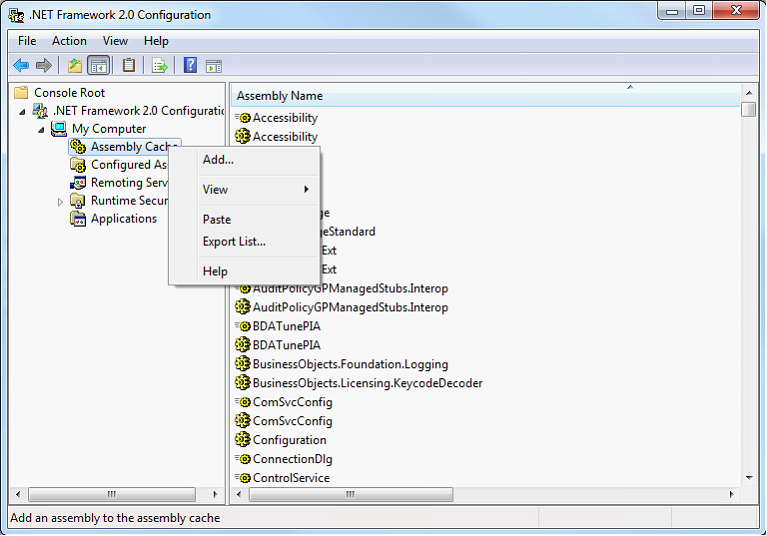 .NET Framework 2.0 Configuration
File Action View Help
Console Root
.NET Framework 2.0 Configuratio
My Computer
Assembly Cache
Configured As
Remoting Serv
Runtime Secur
Applications
Add...
View
Paste
Export List...
Help
Assembly Name
Accessibility
Accessibility
ge
geStandard
Ext
Ext
AuditPolicyGPManagedStubs.Interop
AuditPolicyGPManagedStubs.Interop
BDATunePIA
BDATunePIA
BusinessObjects.Foundation.Logging
BusinessObjects.Licensing.KeycodeDecoder
ComSvcConfig
ComSvcConfig
Configuration
ConnectionDlg
ControlService
Add an assembly to the assembly cache